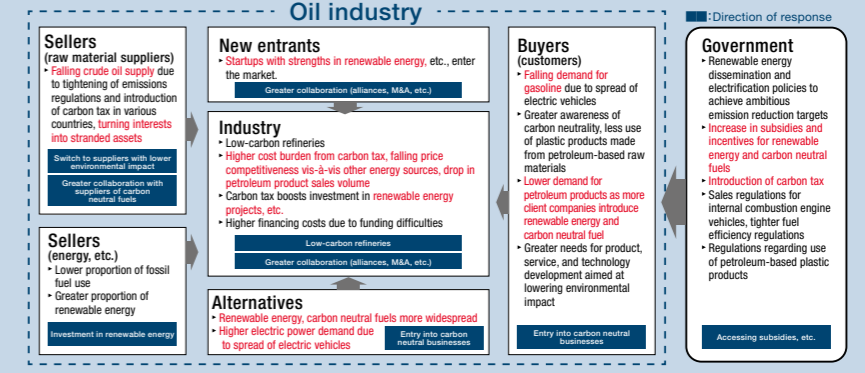 Oil industry
■■:Direction of response
Sellers
(raw material suppliers)
▸ Falling crude oil supply due
to tightening of emissions
regulations and introduction
of carbon tax in various
countries, turning interests
into stranded assets
Switch to suppliers with lower
environmental impact
Greater collaboration with
suppliers of carbon
neutral fuels
Sellers
(energy, etc.)
▸ Lower proportion of fossil
fuel use
▸ Greater proportion of
renewable energy
Investment in renewable energy
New entrants
▸ Startups with strengths in renewable energy, etc., enter
the market.
Greater collaboration (alliances, M&A, etc.)
Industry
▸ Low-carbon refineries
▸ Higher cost burden from carbon tax, falling price
competitiveness vis-à-vis other energy sources, drop in
petroleum product sales volume
▸ Carbon tax boosts investment in renewable energy
projects, etc.
▸ Higher financing costs due to funding difficulties
Low-carbon refineries
Greater collaboration (alliances, M&A, etc.)
Alternatives
▸ Renewable energy, carbon neutral fuels more widespread
▸ Higher electric power demand due
to spread of electric vehicles
Entry into carbon
neutral businesses
Buyers
(customers)
▸ Falling demand for
gasoline due to spread of
electric vehicles
▸ Greater awareness of
carbon neutrality, less use
of plastic products made
from petroleum-based raw
materials
▸ Lower demand for
petroleum products as more
client companies introduce
renewable energy and
carbon neutral fuel
▸ Greater needs for product,
service, and technology
development aimed at
lowering environmental
impact
Entry into carbon neutral
businesses
Government
▸ Renewable energy
dissemination and
electrification policies to
achieve ambitious
emission reduction targets
▸ Increase in subsidies and
incentives for renewable
energy and carbon neutral
fuels
▸ Introduction of carbon tax
▸ Sales regulations for
internal combustion engine
vehicles, tighter fuel
efficiency regulations
▸ Regulations regarding use
of petroleum-based plastic
products
Accessing subsidies, etc.